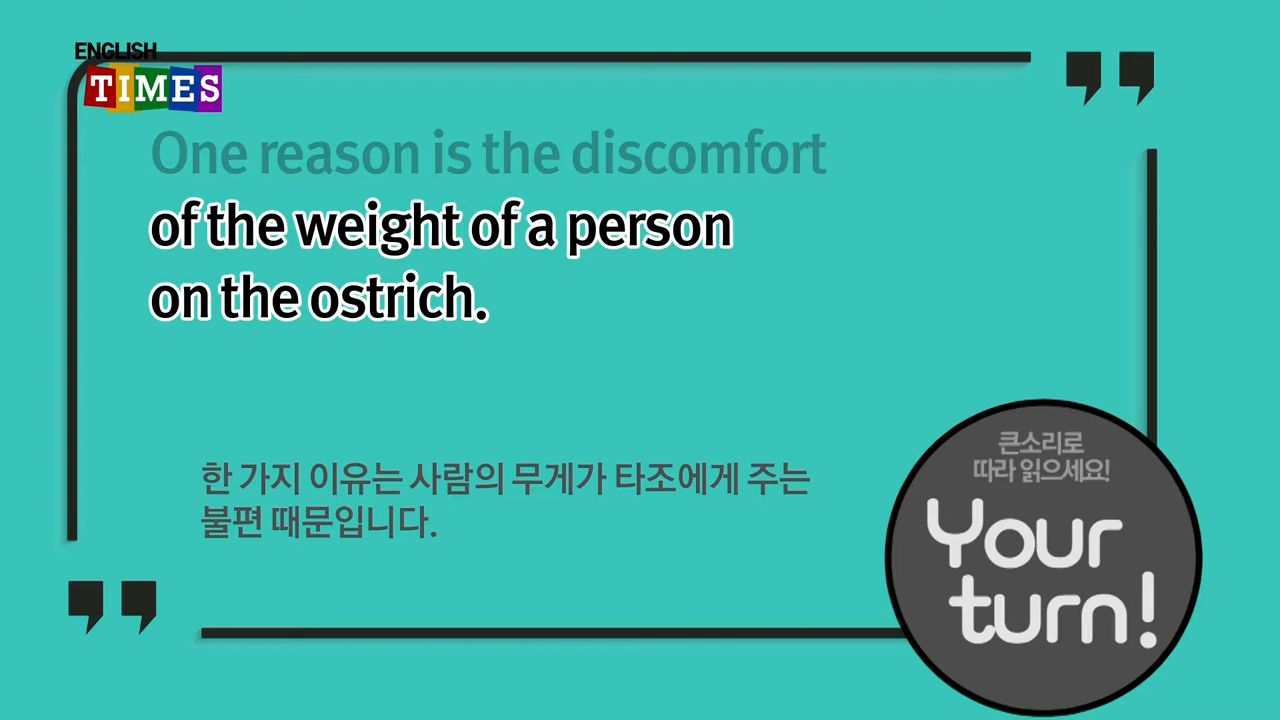 ENGLISH
TIMES
One reason is the discomfort
of the weight of a person
on the ostrich.
한 가지 이유는 사람의 무게가 타조에게 주는
불편 때문입니다.
큰소리로
따라 읽으세요!
Your
turn!